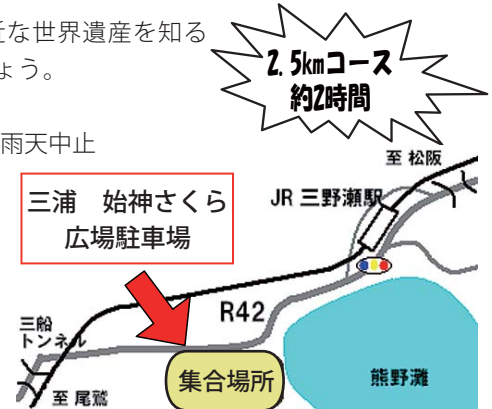 近な世界遺産を知る
ょう。
2.5kmコース
約2時間
雨天中止
至 松阪
三浦 始神さくら
広場駐車場
JR 三野瀬駅
R42
三船
トンネル
集合場所
熊野灘
至 尾鷲